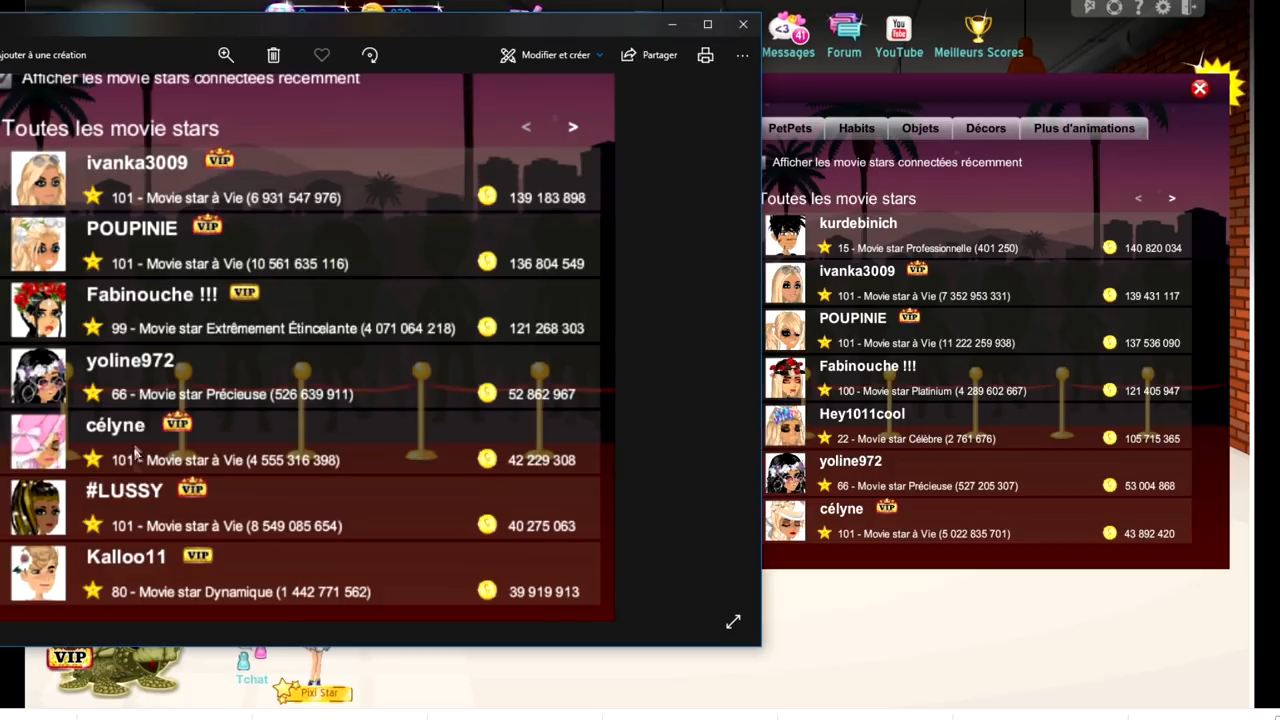 Ajouter à une création
Modifier et créer
Partager
Afficher les movie stars connectées récemment
Toutes les movie stars
< >
ivanka3009 VIP
101 - Movie star à Vie (6 931 547 976) 139 183 898
POUPINIE VIP
101 - Movie star à Vie (10 561 635 116) 136 804 549
Fabinouche !!! VIP
99 - Movie star Extrêmement Étincelante (4 071 064 218) 121 268 303
yoline972
66 - Movie star Précieuse (526 639 911) 52 862 967
célyne VIP
101 - Movie star à Vie (4 555 316 398) 42 229 308
#LUSSY VIP
101 - Movie star à Vie (8 549 085 654) 40 275 063
Kalloo11 VIP
80 - Movie star Dynamique (1 442 771 562) 39 919 913
VIP
Tchat
Pixi Star
<3 41
You Tube
Messages Forum YouTube Meilleurs Scores
PetPets Habits Objets Décors Plus d'animations
Afficher les movie stars connectées récemment
Toutes les movie stars
< >
kurdebinich
15 - Movie star Professionnelle (401 250) 140 820 034
ivanka3009 VIP
101 - Movie star à Vie (7 352 953 331) 139 431 117
POUPINIE VIP
101 - Movie star à Vie (11 222 259 938) 137 536 090
Fabinouche !!!
100 - Movie star Platinium (4 289 602 667) 121 405 947
Hey1011cool
22 - Movie star Célèbre (2 761 676) 105 715 365
yoline972
66 - Movie star Précieuse (527 205 307) 53 004 868
célyne VIP
101 - Movie star à Vie (5 022 835 701) 43 892 420